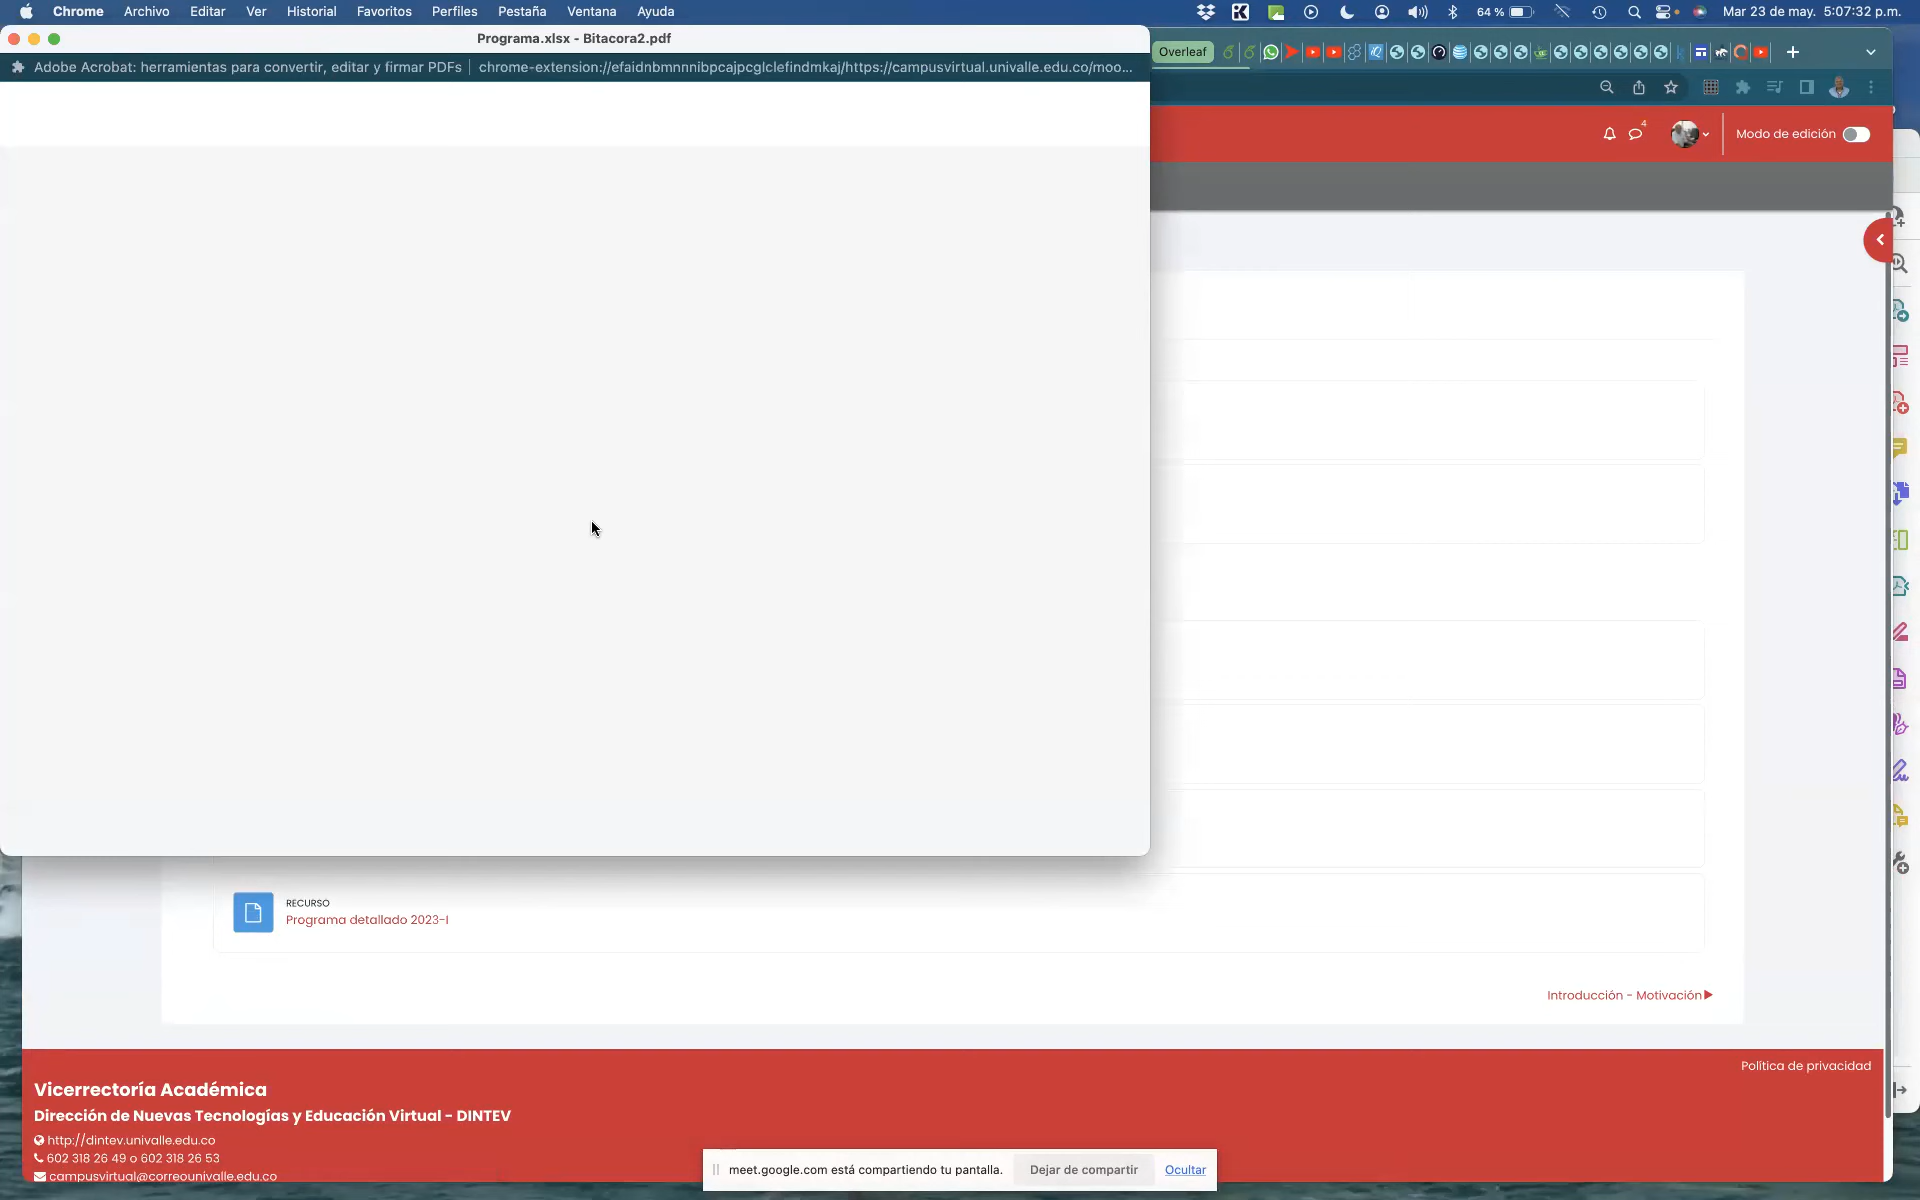 Chrome Archivo Editar Ver Historial Favoritos Perfiles Pestaña Ventana Ayuda 64 % Mar 23 de may. 5:07:32 p.m.
Programa.xlsx - Bitacora2.pdf
Overleaf
Adobe Acrobat: herramientas para convertir, editar y firmar PDFs | chrome-extension://efaidnbmnnnibpcajpcglclefindmkaj/https://campusvirtual.univalle.edu.co/moo...
4
Modo de edición
RECURSO
Programa detallado 2023-I
Introducción - Motivación
Política de privacidad
Vicerrectoría Académica
Dirección de Nuevas Tecnologías y Educación Virtual - DINTEV
http://dintev.univalle.edu.co
602 318 26 49 o 602 318 26 53
campusvirtual@correounivalle.edu.co
meet.google.com está compartiendo tu pantalla. Dejar de compartir Ocultar